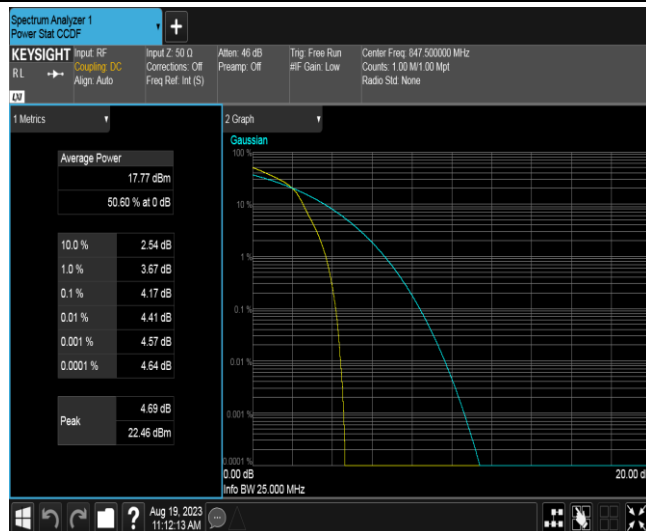 Spectrum Analyzer 1
Power Stat CCDF
+
KEYSIGHT
RL
Input: RF
Coupling: DC
Align: Auto
Input Z: 50 Ω
Corrections: Off
Freq Ref: Int (S)
Atten: 46 dB
Preamp: Off
Trig: Free Run
#IF Gain: Low
Center Freq: 847.500000 MHz
Counts: 1.00 M/1.00 Mpt
Radio Std: None
1 Metrics
Average Power
17.77 dBm
50.60 % at 0 dB
10.0 % 2.54 dB
1.0 % 3.67 dB
0.1 % 4.17 dB
0.01 % 4.41 dB
0.001 % 4.57 dB
0.0001 % 4.64 dB
Peak
4.69 dB
22.46 dBm
2 Graph
Gaussian
100 %
10 %
1 %
0.1 %
0.01 %
0.001 %
0.0001 %
0.00 dB
20.00 d
Info BW 25.000 MHz
?
Aug 19, 2023
11:12:13 AM